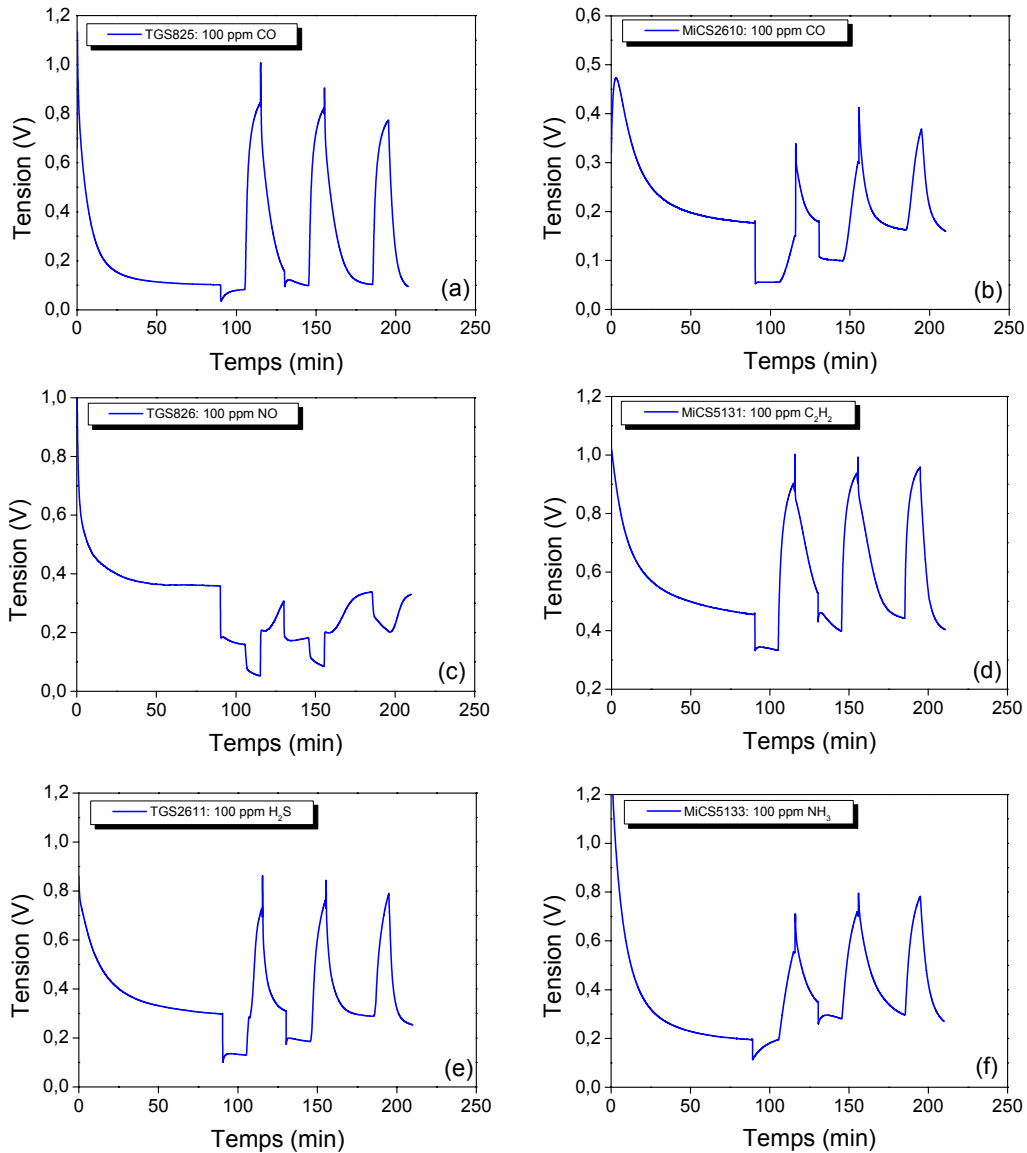 TGS825: 100 ppm CO
1,2
1,0
0,8
0,6
0,4
0,2
0,0
Tension (V)
0 50 100 150 200 250
Temps (min)
(a)
MiCS2610: 100 ppm CO
0,6
0,5
0,4
0,3
0,2
0,1
0,0
Tension (V)
0 50 100 150 200 250
Temps (min)
(b)
TGS826: 100 ppm NO
1,0
0,8
0,6
0,4
0,2
0,0
Tension (V)
0 50 100 150 200 250
Temps (min)
(c)
MiCS5131: 100 ppm C₂H₂
1,2
1,0
0,8
0,6
0,4
0,2
Tension (V)
0 50 100 150 200 250
Temps (min)
(d)
TGS2611: 100 ppm H₂S
1,2
1,0
0,8
0,6
0,4
0,2
0,0
Tension (V)
0 50 100 150 200 250
Temps (min)
(e)
MiCS5133: 100 ppm NH₃
1,2
1,0
0,8
0,6
0,4
0,2
0,0
Tension (V)
0 50 100 150 200 250
Temps (min)
(f)